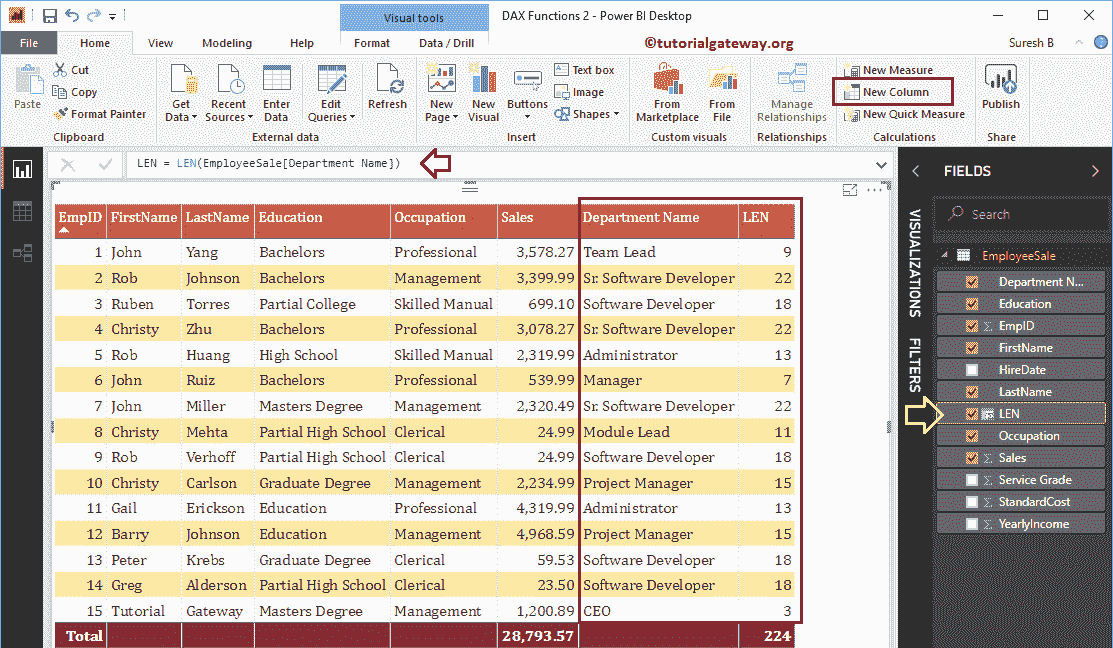 Visual tools
DAX Functions 2 - Power BI Desktop
File Home View Modeling Help Format Data / Drill ©tutorialgateway.org Suresh B
Paste
Cut
Copy
Format Painter
Clipboard
Get Data
Recent Sources
Enter Data
Edit Queries
External data
Refresh
New Page
New Visual
Buttons
Text box
Image
Shapes
Insert
From Marketplace
From File
Custom visuals
Manage Relationships
Relationships
New Measure
New Column
New Quick Measure
Calculations
Publish
Share
LEN = LEN(EmployeeSale[Department Name])
EmpID FirstName LastName Education Occupation Sales Department Name LEN
1 John Yang Bachelors Professional 3,578.27 Team Lead 9
2 Rob Johnson Bachelors Management 3,399.99 Sr. Software Developer 22
3 Ruben Torres Partial College Skilled Manual 699.10 Software Developer 18
4 Christy Zhu Bachelors Professional 3,078.27 Sr. Software Developer 22
5 Rob Huang High School Skilled Manual 2,319.99 Administrator 13
6 John Ruiz Bachelors Professional 539.99 Manager 7
7 John Miller Masters Degree Management 2,320.49 Sr. Software Developer 22
8 Christy Mehta Partial High School Clerical 24.99 Module Lead 11
9 Rob Verhoff Partial High School Clerical 24.99 Software Developer 18
10 Christy Carlson Graduate Degree Management 2,234.99 Project Manager 15
11 Gail Erickson Education Professional 4,319.99 Administrator 13
12 Barry Johnson Education Management 4,968.59 Project Manager 15
13 Peter Krebs Graduate Degree Clerical 59.53 Software Developer 18
14 Greg Alderson Partial High School Clerical 23.50 Software Developer 18
15 Tutorial Gateway Masters Degree Management 1,200.89 CEO 3
Total 28,793.57 224
VISUALIZATIONS
FILTERS
FIELDS
Search
EmployeeSale
Department N...
Education
Σ EmpID
FirstName
HireDate
LastName
LEN
Occupation
Σ Sales
Σ Service Grade
Σ StandardCost
Σ YearlyIncome